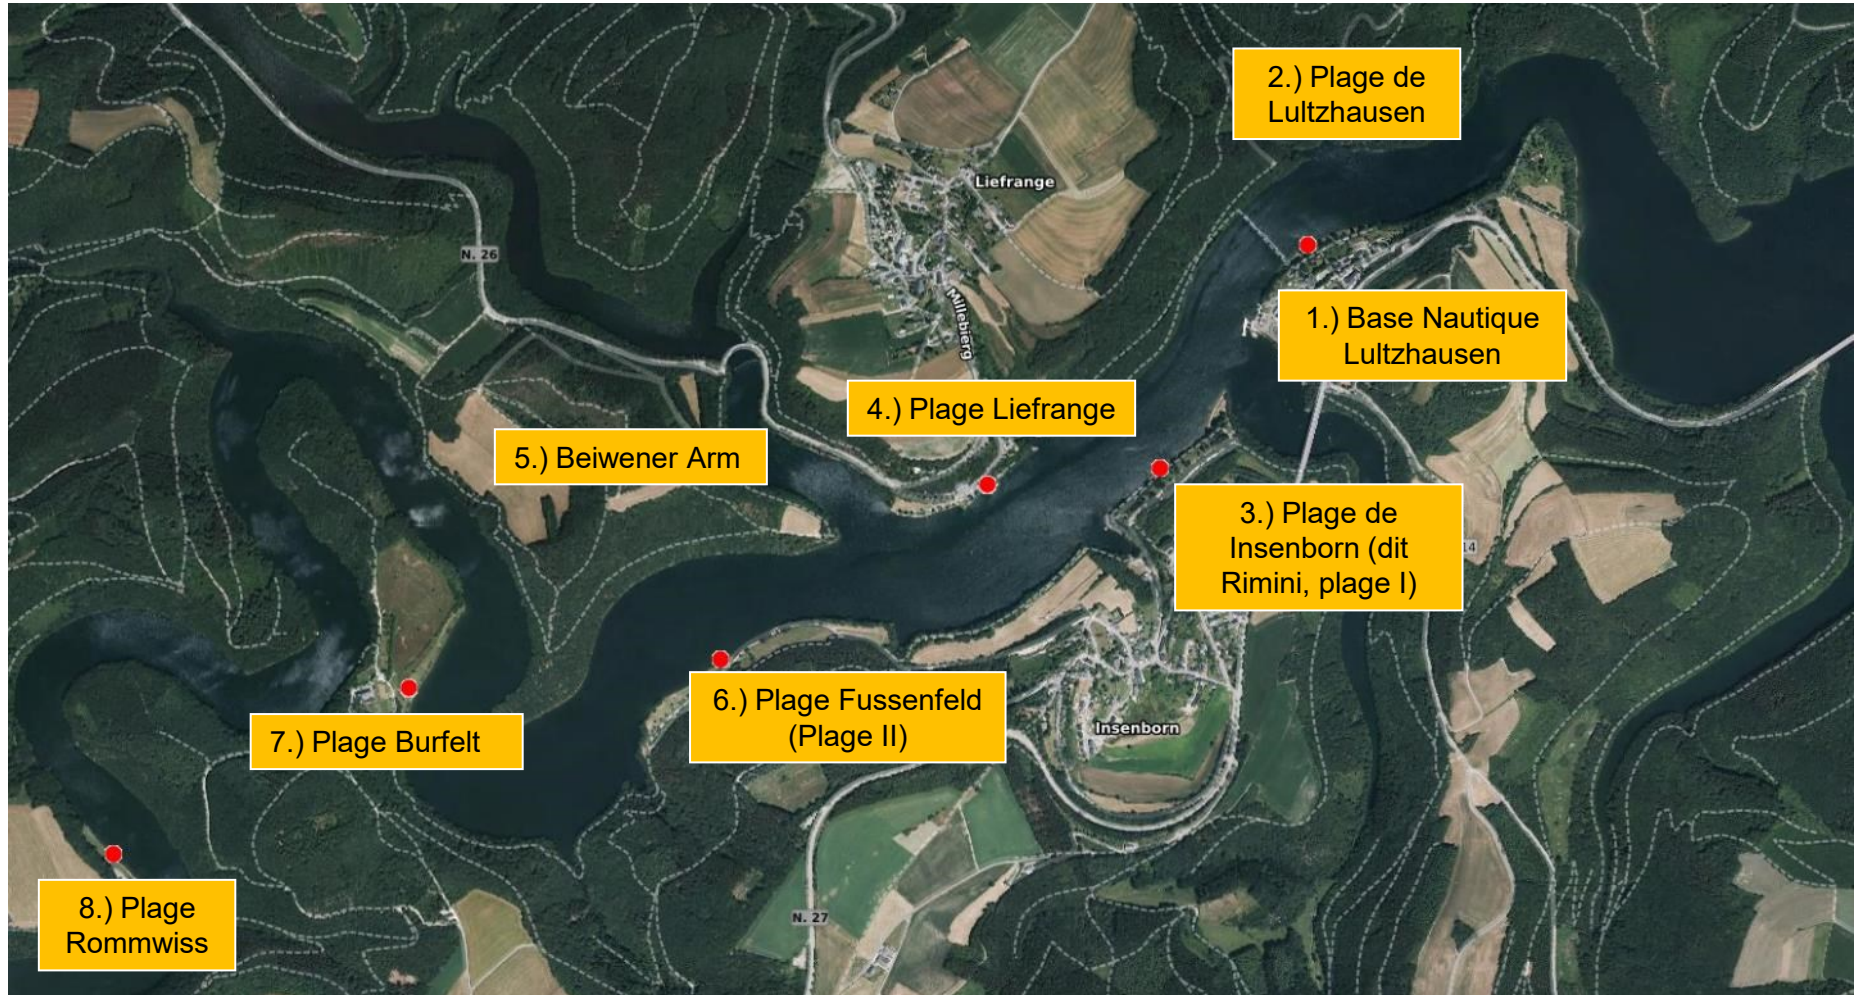 2.) Plage de
Lultzhausen
Liefrange
N. 26
1.) Base Nautique
Lultzhausen
Millebierg
4.) Plage Liefrange
5.) Beiwener Arm
3.) Plage de
Insenborn (dit
Rimini, plage I)
14
6.) Plage Fussenfeld
(Plage II)
Insenborn
7.) Plage Burfelt
8.) Plage
Rommwiss
N. 27